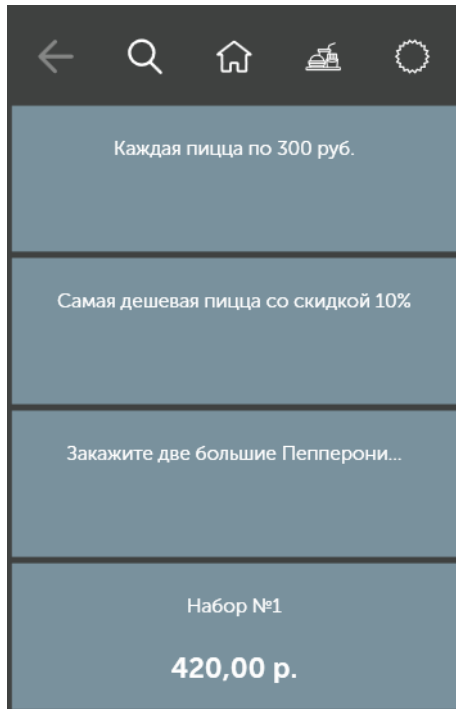 Каждая пицца по 300 руб.
Самая дешевая пицца со скидкой 10%
Закажите две большие Пепперони...
Набор №1
420,00 р.